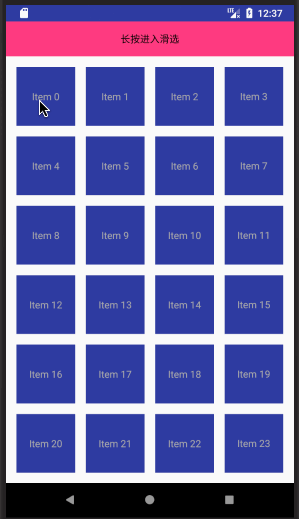 LTE 12:37
长按进入滑选
Item 0 Item 1 Item 2 Item 3
Item 4 Item 5 Item 6 Item 7
Item 8 Item 9 Item 10 Item 11
Item 12 Item 13 Item 14 Item 15
Item 16 Item 17 Item 18 Item 19
Item 20 Item 21 Item 22 Item 23